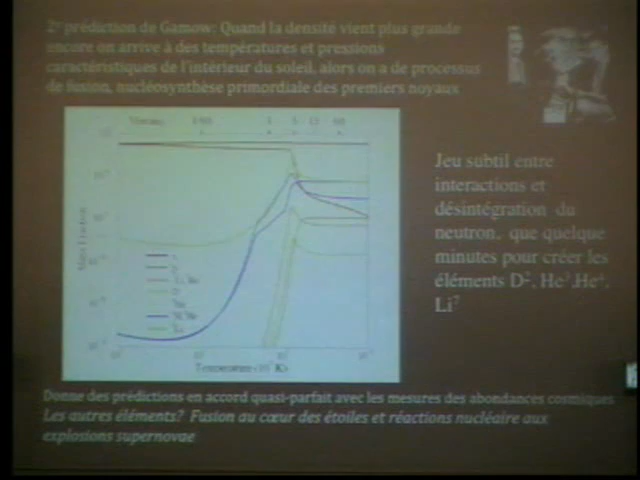 2e prédiction de Gamow: Quand la densité vient plus grande
encore on arrive à des températures et pressions
caractéristiques de l'intérieur du soleil, alors on a de processus
de fusion, nucléosynthèse primordiale des premiers noyaux
Minutes
Mass Fraction
Temperature (K)
Jeu subtil entre
interactions et
désintégration du
neutron, que quelque
minutes pour créer les
éléments D², He³,He⁴,
Li⁷
Donne des prédictions en accord quasi-parfait avec les mesures des abondances cosmiques
Les autres éléments? Fusion au cœur des étoiles et réactions nucléaire aux
explosions supernovae